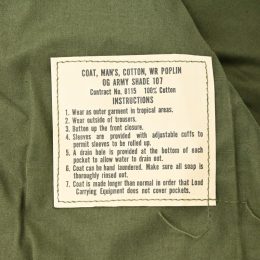 COAT, MAN'S, COTTON, WR POPLIN
OG ARMY SHADE 107
Contract No. 8115 100% Cotton
INSTRUCTIONS
1. Wear as outer garment in tropical areas.
2. Wear outside of trousers.
3. Button up the front closure.
4. Sleeves are provided with adjustable cuffs to
permit sleeves to be rolled up.
5. A drain hole is provided at the bottom of each
pocket to allow water to drain out.
6. Coat can be hand laundered. Make sure all soap is
thoroughly rinsed out.
7. Coat is made longer than normal in order that Load
Carrying Equipment does not cover pockets.